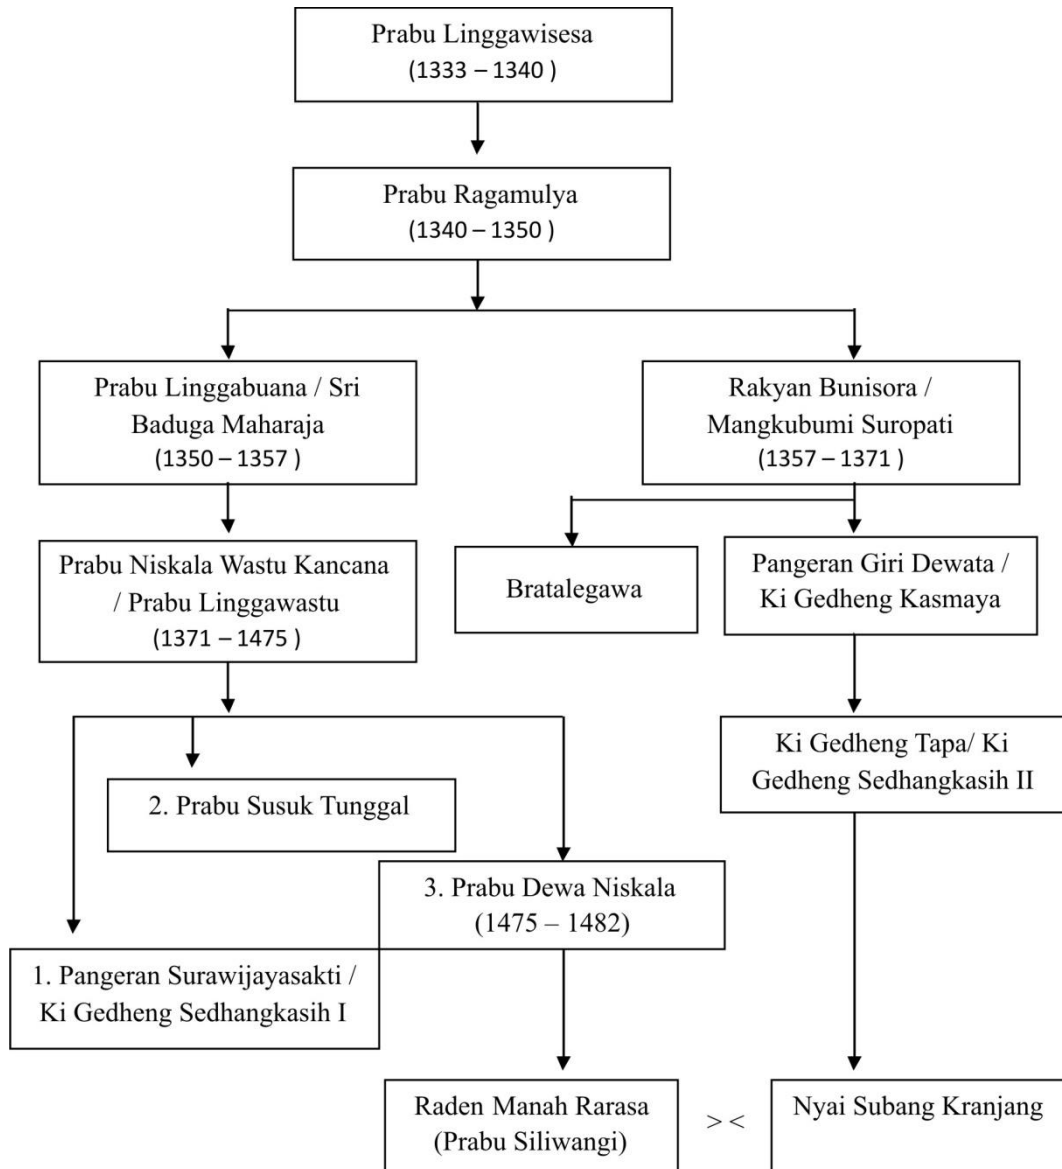 Prabu Linggawisesa
(1333 – 1340 )
Prabu Ragamulya
(1340 – 1350 )
Prabu Linggabuana / Sri
Baduga Maharaja
(1350 – 1357 )
Rakyan Bunisora /
Mangkubumi Suropati
(1357 – 1371 )
Prabu Niskala Wastu Kancana
/ Prabu Linggawastu
(1371 – 1475 )
Bratalegawa
Pangeran Giri Dewata /
Ki Gedheng Kasmaya
Ki Gedheng Tapa/ Ki
Gedheng Sedhangkasih II
2. Prabu Susuk Tunggal
3. Prabu Dewa Niskala
(1475 – 1482)
1. Pangeran Surawijayasakti /
Ki Gedheng Sedhangkasih I
Raden Manah Rarasa
(Prabu Siliwangi)
> <
Nyai Subang Kranjang